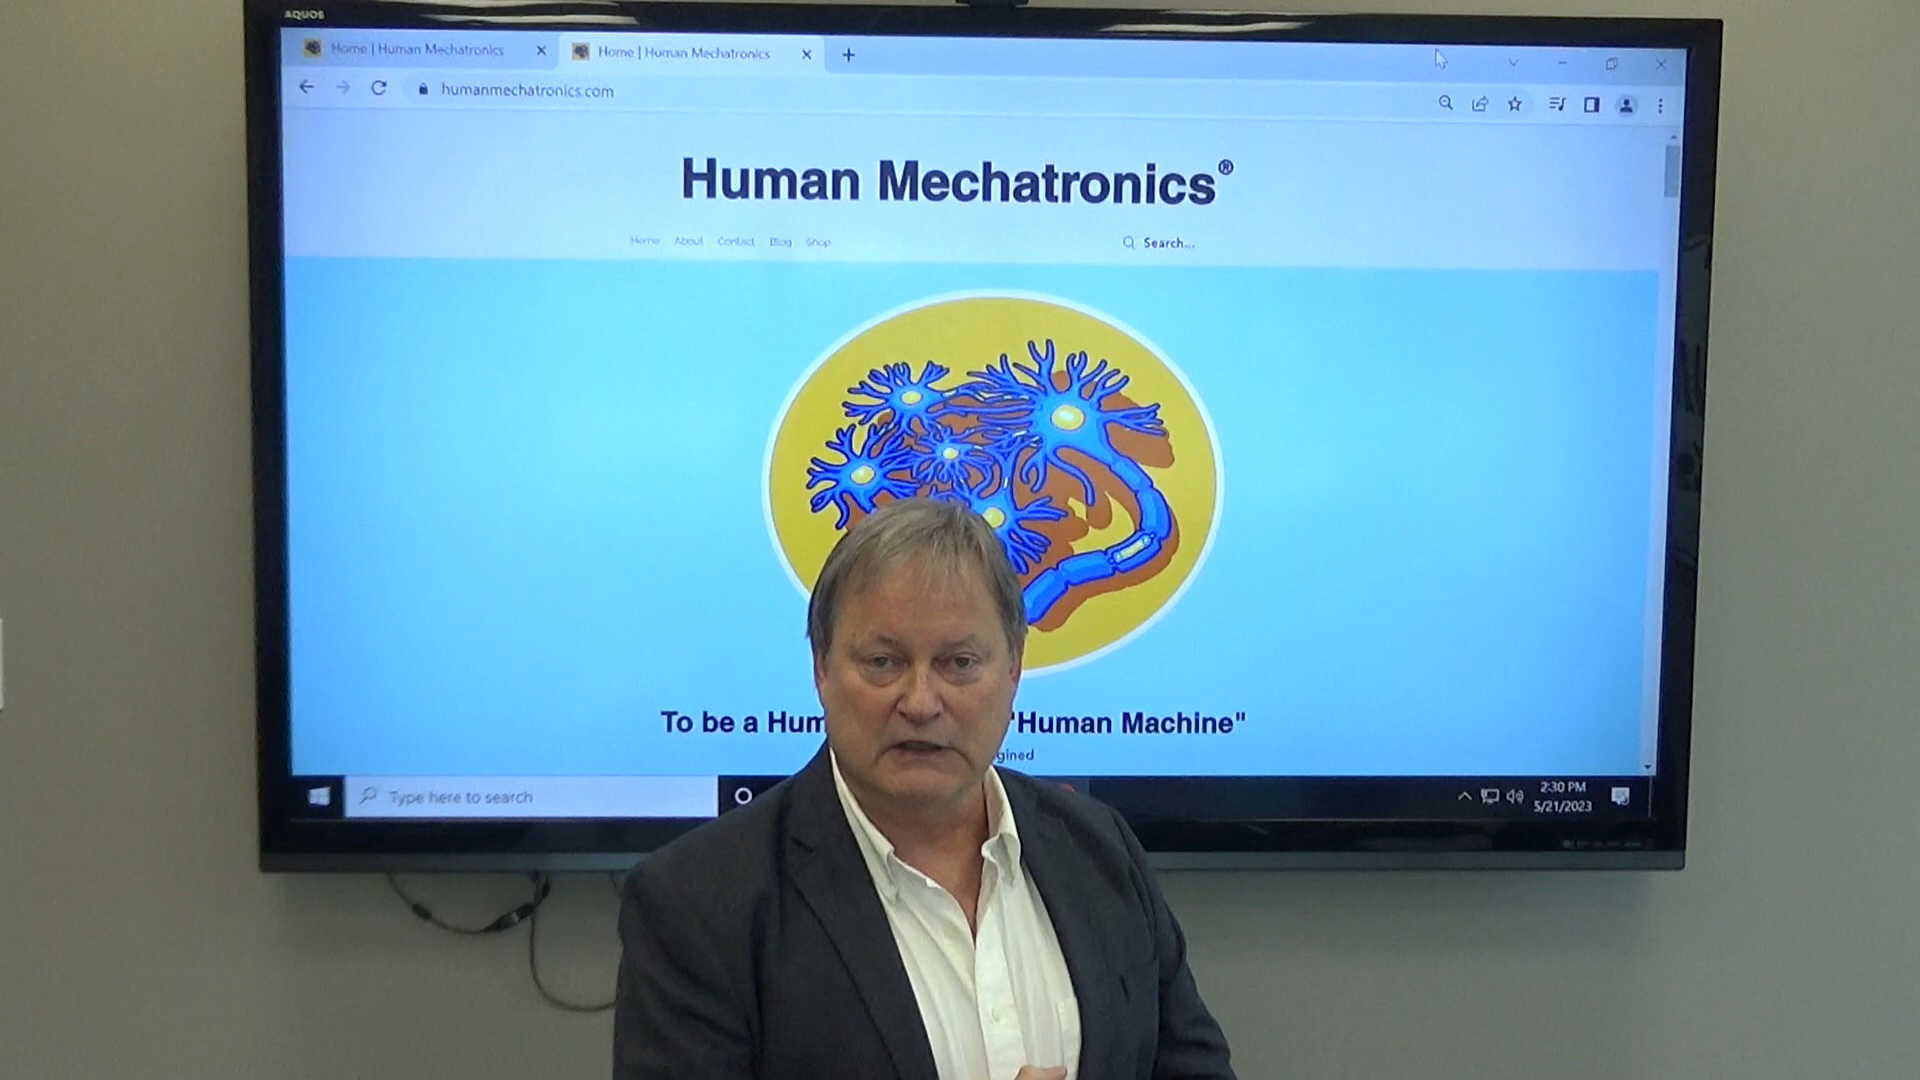 AQUOS
Home | Human Mechatronics
Home | Human Mechatronics
humanmechatronics.com
Human Mechatronics®
Home About Contact Blog Shop
Search...
To be a Hum "Human Machine"
gined
Type here to search
2:30 PM
5/21/2023